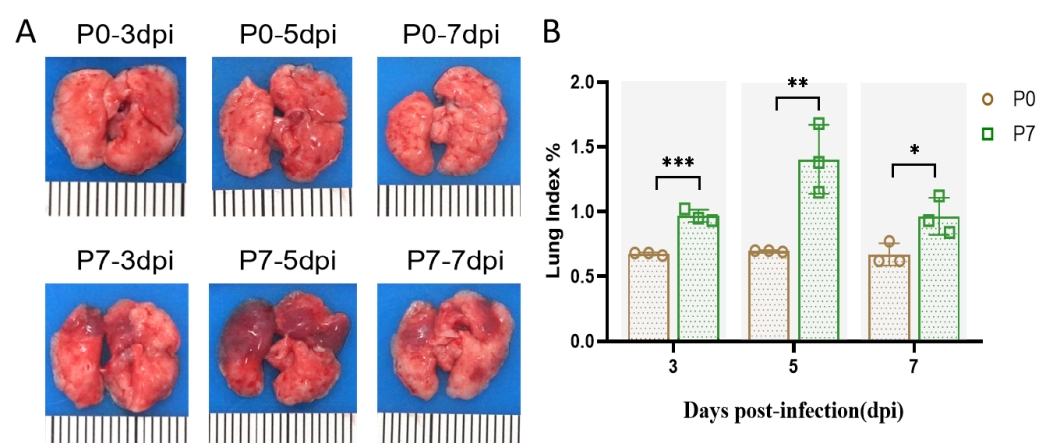 A
P0-3dpi P0-5dpi P0-7dpi
P7-3dpi P7-5dpi P7-7dpi
B
Lung Index %
2.0
1.5
1.0
0.5
0.0
***
**
*
P0
P7
3 5 7
Days post-infection(dpi)